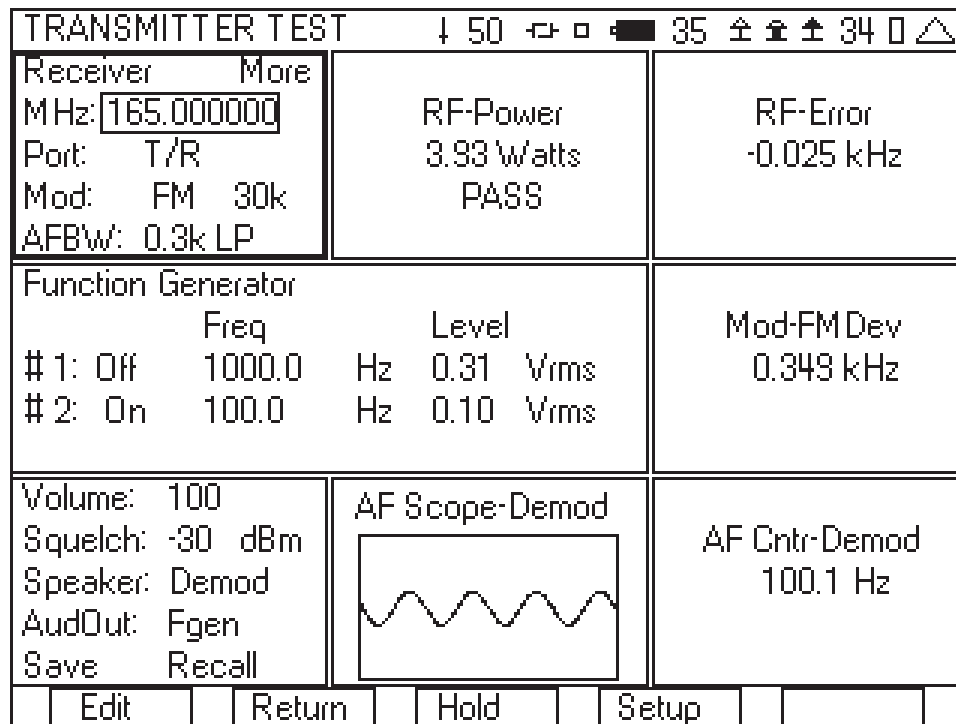 TRANSMITTER TEST ↓ 50 35 34
Receiver More
MHz: 165.000000
Port: T/R
Mod: FM 30k
AFBW: 0.3k LP
RF-Power
3.93 Watts
PASS
RF-Error
-0.025 kHz
Function Generator
Freq Level
# 1: Off 1000.0 Hz 0.31 Vrms
# 2: On 100.0 Hz 0.10 Vrms
Mod-FM Dev
0.349 kHz
Volume: 100
Squelch: -30 dBm
Speaker: Demod
AudOut: Fgen
Save Recall
AF Scope-Demod
AF Cntr-Demod
100.1 Hz
Edit Return Hold Setup